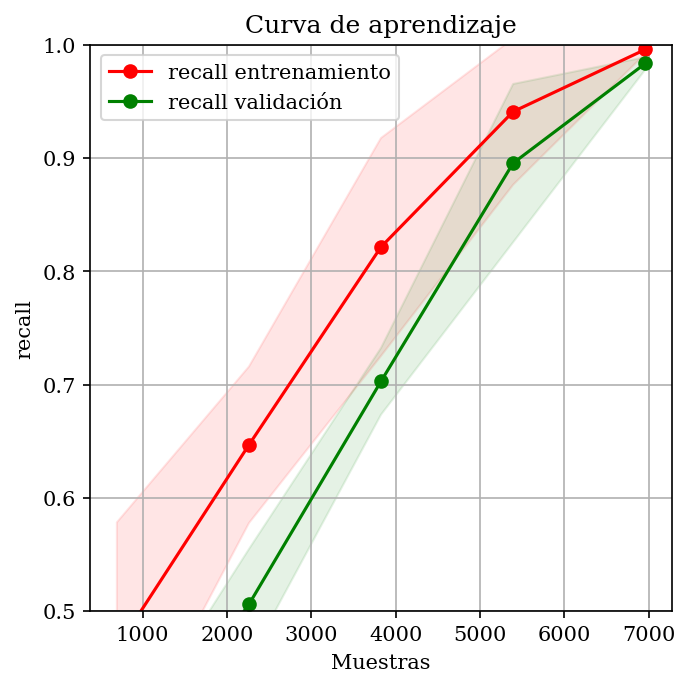 Curva de aprendizaje
recall entrenamiento
recall validación
1.0
0.9
0.8
0.7
0.6
0.5
recall
1000 2000 3000 4000 5000 6000 7000
Muestras